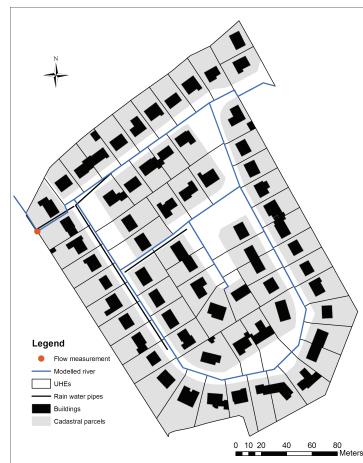 N
Legend
Flow measurement
Modelled river
UHEs
Rain water pipes
Buildings
Cadastral parcels
0 10 20 40 60 80
Meters